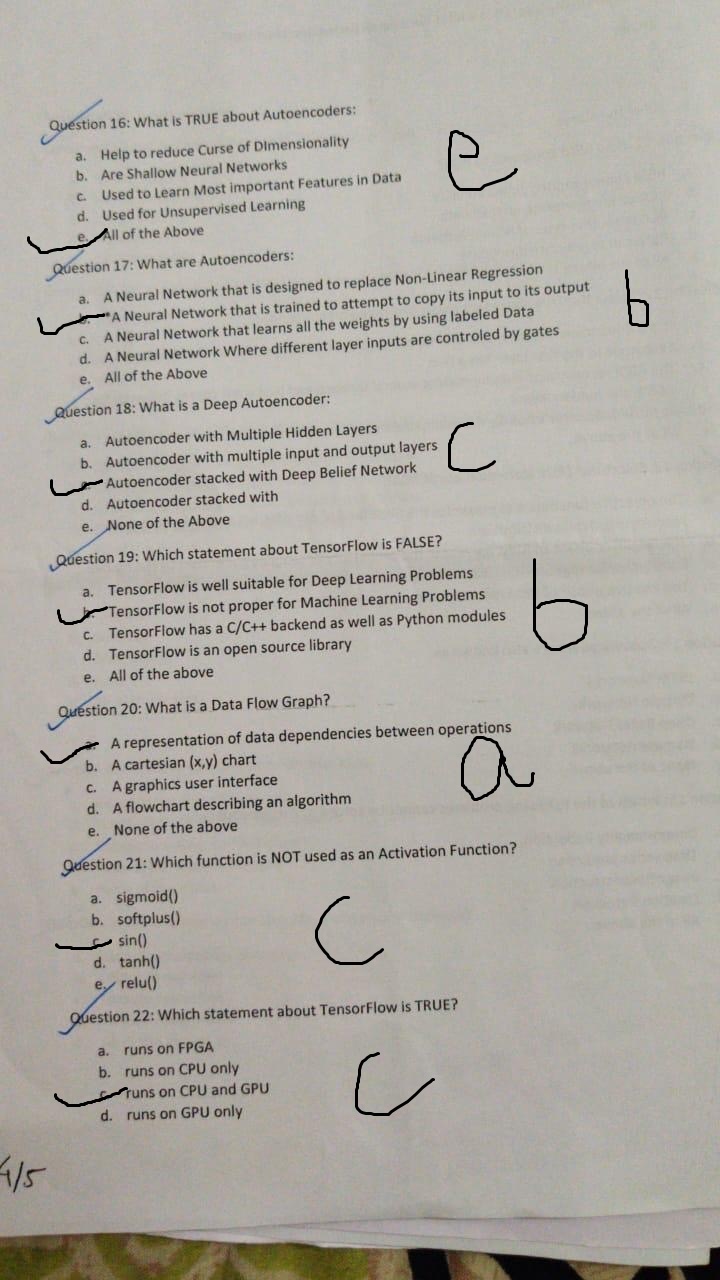 Question 16: What is TRUE about Autoencoders:
a. Help to reduce Curse of DImensionality
b. Are Shallow Neural Networks
c. Used to Learn Most important Features in Data
d. Used for Unsupervised Learning
e. All of the Above
e
Question 17: What are Autoencoders:
a. A Neural Network that is designed to replace Non-Linear Regression
b. *A Neural Network that is trained to attempt to copy its input to its output
c. A Neural Network that learns all the weights by using labeled Data
d. A Neural Network Where different layer inputs are controled by gates
e. All of the Above
b
Question 18: What is a Deep Autoencoder:
a. Autoencoder with Multiple Hidden Layers
b. Autoencoder with multiple input and output layers
Autoencoder stacked with Deep Belief Network
d. Autoencoder stacked with
e. None of the Above
C
Question 19: Which statement about TensorFlow is FALSE?
a. TensorFlow is well suitable for Deep Learning Problems
b. TensorFlow is not proper for Machine Learning Problems
c. TensorFlow has a C/C++ backend as well as Python modules
d. TensorFlow is an open source library
e. All of the above
b
Question 20: What is a Data Flow Graph?
a. A representation of data dependencies between operations
b. A cartesian (x,y) chart
c. A graphics user interface
d. A flowchart describing an algorithm
e. None of the above
a
Question 21: Which function is NOT used as an Activation Function?
a. sigmoid()
b. softplus()
c. sin()
d. tanh()
e. relu()
C
Question 22: Which statement about TensorFlow is TRUE?
a. runs on FPGA
b. runs on CPU only
c. runs on CPU and GPU
d. runs on GPU only
C
4/5